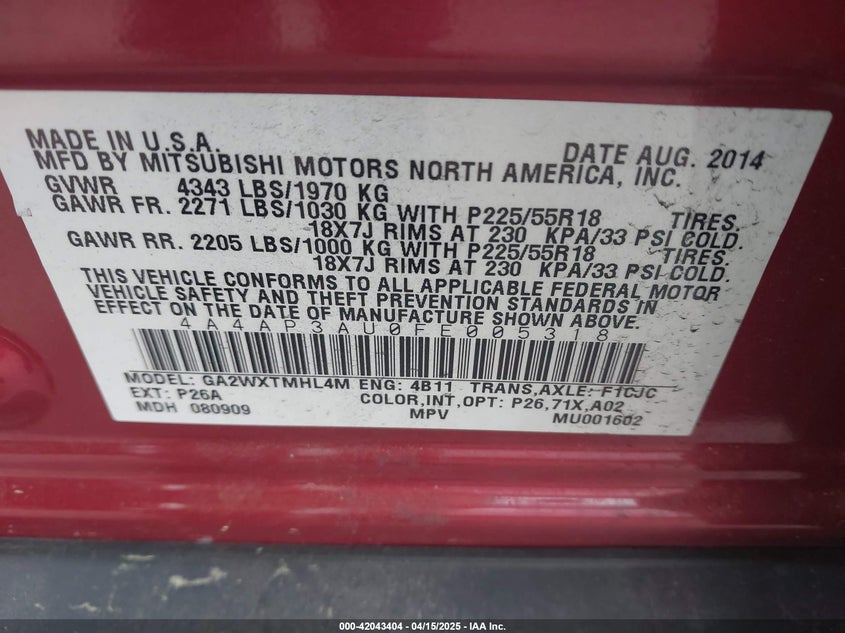 MADE IN U.S.A. DATE AUG. 2014
MFD BY MITSUBISHI MOTORS NORTH AMERICA, INC.
GVWR 4343 LBS/1970 KG
GAWR FR. 2271 LBS/1030 KG WITH P225/55R18 TIRES.
18X7J RIMS AT 230 KPA/33 PSI COLD.
GAWR RR. 2205 LBS/1000 KG WITH P225/55R18 TIRES.
18X7J RIMS AT 230 KPA/33 PSI COLD.
THIS VEHICLE CONFORMS TO ALL APPLICABLE FEDERAL MOTOR
VEHICLE SAFETY AND THEFT PREVENTION STANDARDS IN
EFFECT ON THE DATE OF MANUFACTURE SHOWN ABOVE.
4A4AP3AU0FE005318
MODEL: GA2WXTMHL4M ENG: 4B11 TRANS,AXLE: F1CJC
EXT: P26A COLOR,INT,OPT: P26,71X,A02
MDH 080909 MPV MU001602
000-42043404 - 04/15/2025 - IAA Inc.